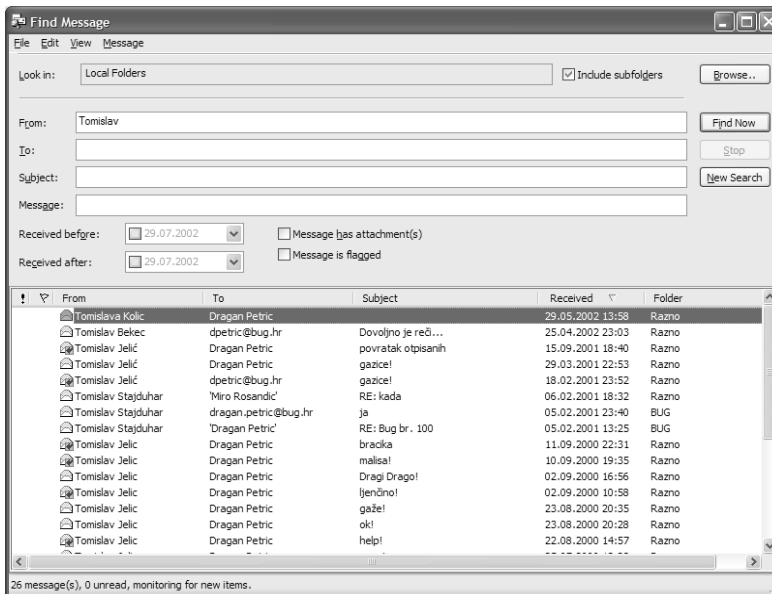 Find Message
File Edit View Message
Look in: Local Folders Include subfolders Browse..
From: Tomislav Find Now
To: Stop
Subject: New Search
Message:
Received before: 29.07.2002 Message has attachment(s)
Received after: 29.07.2002 Message is flagged
! From To Subject Received Folder
Tomislava Kolic Dragan Petric 29.05.2002 13:58 Razno
Tomislav Bekec dpetric@bug.hr Dovoljno je reči... 25.04.2002 23:03 Razno
Tomislav Jelić Dragan Petric povratak otpisanih 15.09.2001 18:40 Razno
Tomislav Jelić Dragan Petric gazice! 29.03.2001 22:53 Razno
Tomislav Jelić dpetric@bug.hr gazice! 18.02.2001 23:52 Razno
Tomislav Stajduhar 'Miro Rosandic' RE: kada 06.02.2001 18:32 Razno
Tomislav Stajduhar dragan.petric@bug.hr ja 05.02.2001 23:40 BUG
Tomislav Stajduhar 'Dragan Petric' RE: Bug br. 100 05.02.2001 13:25 BUG
Tomislav Jelic Dragan Petric bracika 11.09.2000 22:31 Razno
Tomislav Jelic Dragan Petric malisa! 10.09.2000 19:35 Razno
Tomislav Jelic Dragan Petric Dragi Drago! 02.09.2000 16:56 Razno
Tomislav Jelic Dragan Petric ljenčino! 02.09.2000 10:58 Razno
Tomislav Jelic Dragan Petric gaže! 23.08.2000 20:35 Razno
Tomislav Jelic Dragan Petric ok! 23.08.2000 20:28 Razno
Tomislav Jelic Dragan Petric help! 22.08.2000 14:57 Razno
26 message(s), 0 unread, monitoring for new items.